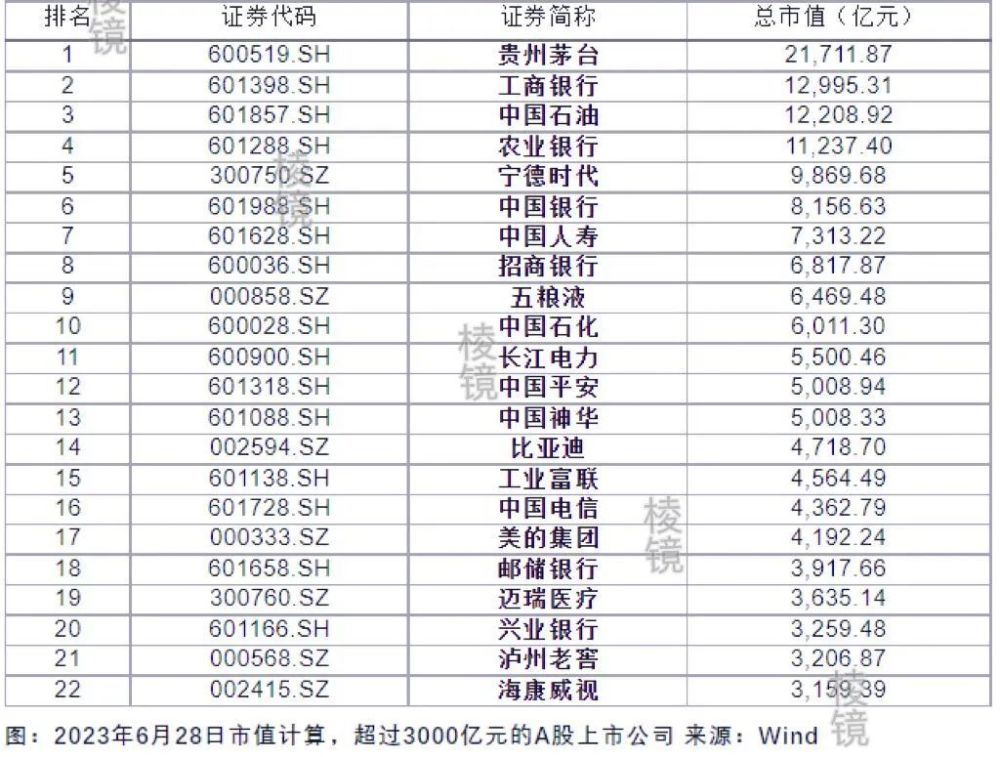 排名 证券代码 证券简称 总市值（亿元）
1 600519.SH 贵州茅台 21,711.87
2 601398.SH 工商银行 12,995.31
3 601857.SH 中国石油 12,208.92
4 601288.SH 农业银行 11,237.40
5 300750.SZ 宁德时代 9,869.68
6 601988.SH 中国银行 8,156.63
7 601628.SH 中国人寿 7,313.22
8 600036.SH 招商银行 6,817.87
9 000858.SZ 五粮液 6,469.48
10 600028.SH 中国石化 6,011.30
11 600900.SH 长江电力 5,500.46
12 601318.SH 中国平安 5,008.94
13 601088.SH 中国神华 5,008.33
14 002594.SZ 比亚迪 4,718.70
15 601138.SH 工业富联 4,564.49
16 601728.SH 中国电信 4,362.79
17 000333.SZ 美的集团 4,192.24
18 601658.SH 邮储银行 3,917.66
19 300760.SZ 迈瑞医疗 3,635.14
20 601166.SH 兴业银行 3,259.48
21 000568.SZ 泸州老窖 3,206.87
22 002415.SZ 海康威视 3,159.39
图：2023年6月28日市值计算，超过3000亿元的A股上市公司 来源：Wind
棱镜
棱镜
棱镜
棱镜
棱镜